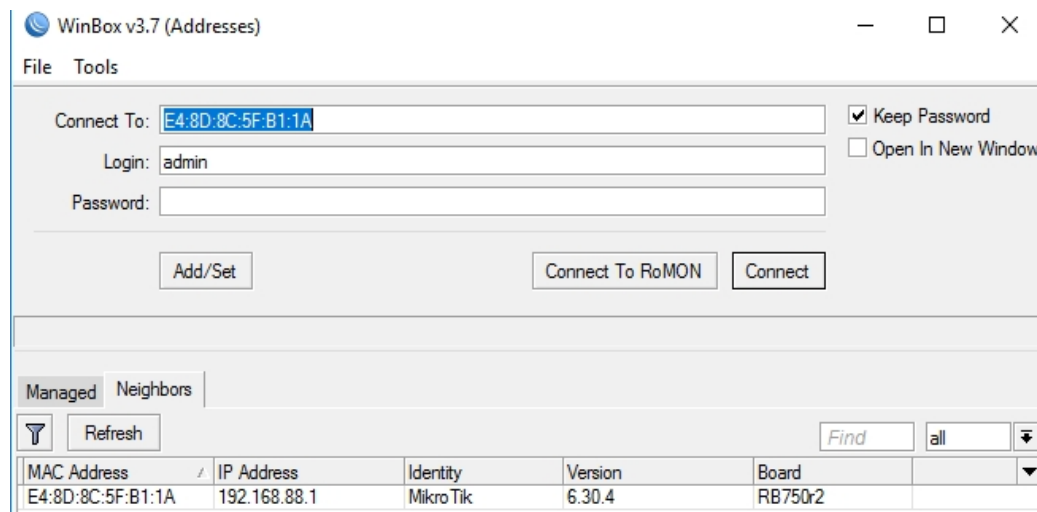 WinBox v3.7 (Addresses)
File Tools
Connect To: E4:8D:8C:5F:B1:1A
Keep Password
Login: admin
Open In New Window
Password:
Add/Set
Connect To RoMON
Connect
Managed
Neighbors
Refresh
Find
all
MAC Address IP Address Identity Version Board
E4:8D:8C:5F:B1:1A 192.168.88.1 MikroTik 6.30.4 RB750r2